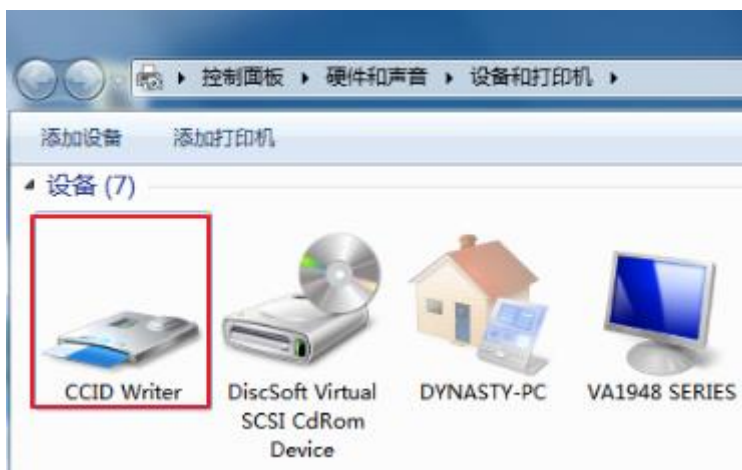 控制面板 ▸ 硬件和声音 ▸ 设备和打印机 ▸
添加设备 添加打印机
设备 (7)
CCID Writer
DiscSoft Virtual
SCSI CdRom
Device
DYNASTY-PC
VA1948 SERIES